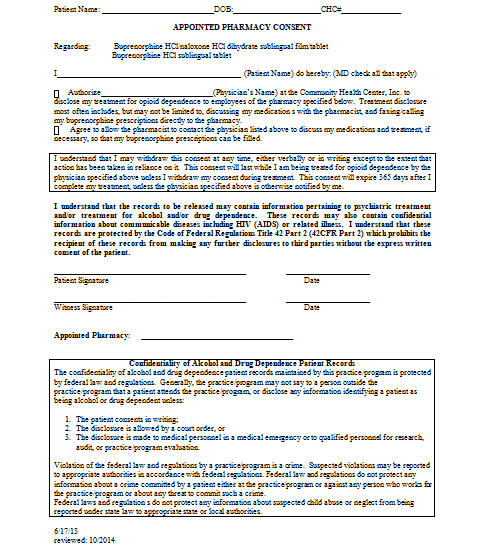 Patient Name: ______________________________DOB:____________________________CHC#_______________
APPOINTED PHARMACY CONSENT
Regarding: Buprenorphine HCl/naloxone HCl dihydrate sublingual film/tablet
Buprenorphine HCl sublingual tablet
I______________________________________________ (Patient Name) do hereby: (MD check all that apply)
Authorize____________________________(Physician's Name) at the Community Health Center, Inc. to
disclose my treatment for opioid dependence to employees of the pharmacy specified below. Treatment disclosure
most often includes, but may not be limited to, discussing my medication s with the pharmacist, and faxing/calling
my buprenorphine prescriptions directly to the pharmacy.
Agree to allow the pharmacist to contact the physician listed above to discuss my medications and treatment, if
necessary, so that my buprenorphine prescriptions can be filled.
I understand that I may withdraw this consent at any time, either verbally or in writing except to the extent that
action has been taken in reliance on it. This consent will last while I am being treated for opioid dependence by the
physician specified above unless I withdraw my consent during treatment. This consent will expire 365 days after I
complete my treatment, unless the physician specified above is otherwise notified by me.
I understand that the records to be released may contain information pertaining to psychiatric treatment
and/or treatment for alcohol and/or drug dependence. These records may also contain confidential
information about communicable diseases including HIV (AIDS) or related illness. I understand that these
records are protected by the Code of Federal Regulations Title 42 Part 2 (42CFR Part 2) which prohibits the
recipient of these records from making any further disclosures to third parties without the express written
consent of the patient.
Patient Signature Date
Witness Signature Date
Appointed Pharmacy: ______________________________________
Confidentiality of Alcohol and Drug Dependence Patient Records
The confidentiality of alcohol and drug dependence patient records maintained by this practice/program is protected
by federal law and regulations. Generally, the practice/program may not say to a person outside the
practice/program that a patient attends the practice/program, or disclose any information identifying a patient as
being alcohol or drug dependent unless:
1. The patient consents in writing;
2. The disclosure is allowed by a court order, or
3. The disclosure is made to medical personnel in a medical emergency or to qualified personnel for research,
audit, or practice/program evaluation.
Violation of the federal law and regulations by a practice/program is a crime. Suspected violations may be reported
to appropriate authorities in accordance with federal regulations. Federal law and regulations do not protect any
information about a crime committed by a patient either at the practice/program or against any person who works for
the practice/program or about any threat to commit such a crime.
Federal laws and regulation s do not protect any information about suspected child abuse or neglect from being
reported under state law to appropriate state or local authorities.
6/17/13
reviewed: 10/2014